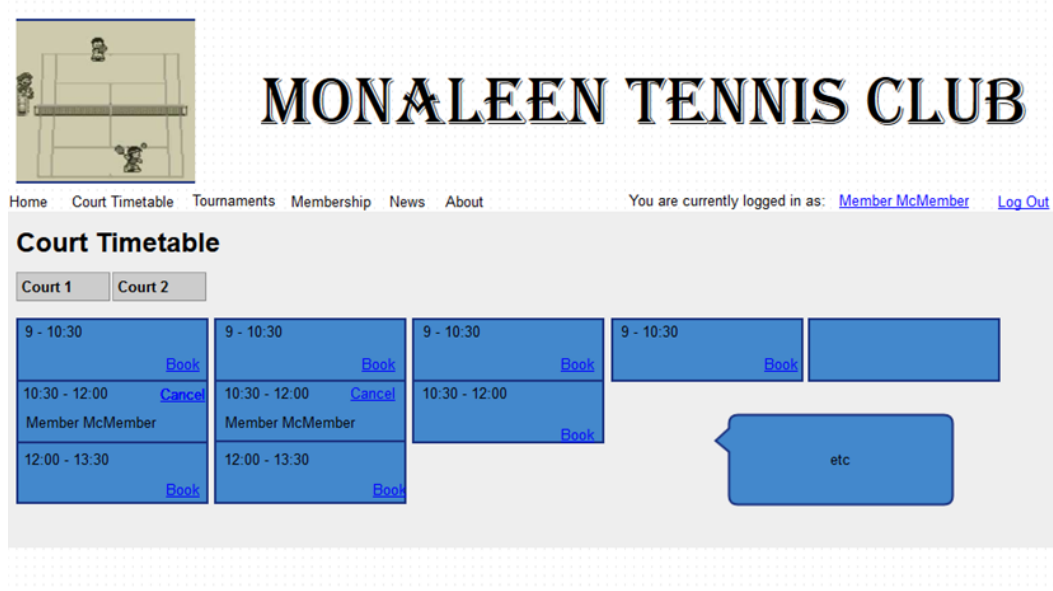 MONALEEN TENNIS CLUB
Home Court Timetable Tournaments Membership News About You are currently logged in as: Member McMember Log Out
Court Timetable
Court 1 Court 2
9 - 10:30 9 - 10:30 9 - 10:30 9 - 10:30
Book Book Book Book
10:30 - 12:00 Cancel 10:30 - 12:00 Cancel 10:30 - 12:00
Member McMember Member McMember
Book
12:00 - 13:30 12:00 - 13:30 etc
Book Book